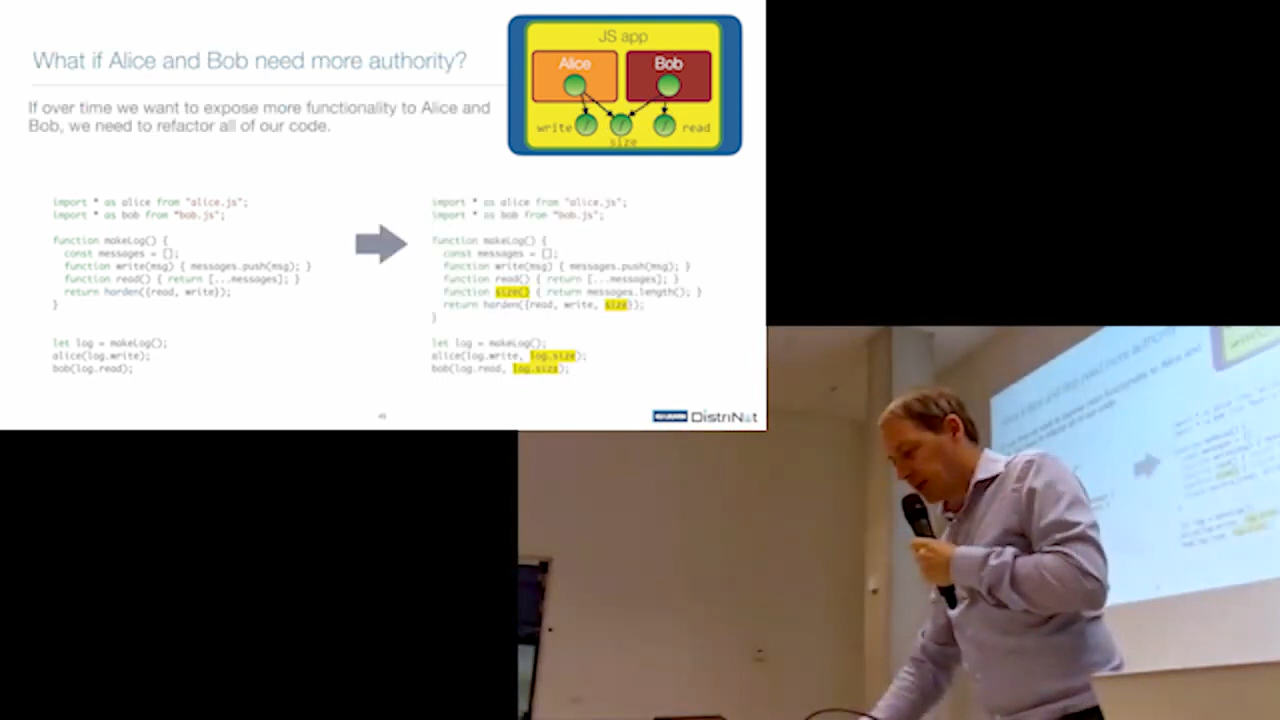 What if Alice and Bob need more authority?
If over time we want to expose more functionality to Alice and
Bob, we need to refactor all of our code.
JS app
Alice
Bob
write
size
read
import * as alice from "alice.js";
import * as bob from "bob.js";
function makeLog() {
const messages = [];
function write(msg) { messages.push(msg); }
function read() { return [...messages]; }
return harden({read, write});
}
let log = makeLog();
alice(log.write);
bob(log.read);
import * as alice from "alice.js";
import * as bob from "bob.js";
function makeLog() {
const messages = [];
function write(msg) { messages.push(msg); }
function read() { return [...messages]; }
function size() { return messages.length(); }
return harden({read, write, size});
}
let log = makeLog();
alice(log.write, log.size);
bob(log.read, log.size);
DistriNet